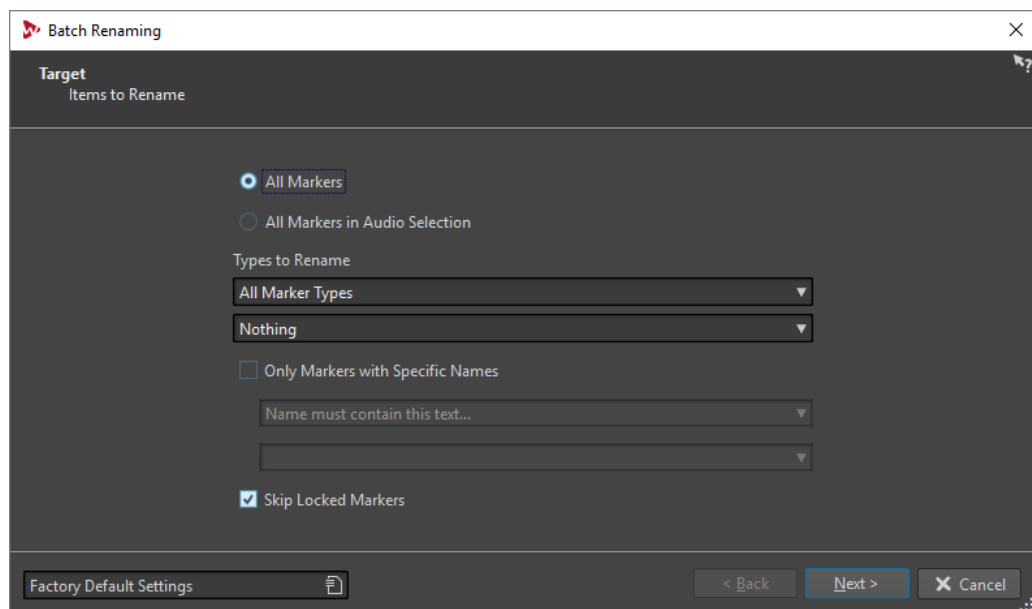 Batch Renaming
Target
Items to Rename
All Markers
All Markers in Audio Selection
Types to Rename
All Marker Types
Nothing
Only Markers with Specific Names
Name must contain this text...
Skip Locked Markers
Factory Default Settings
< Back
Next >
Cancel